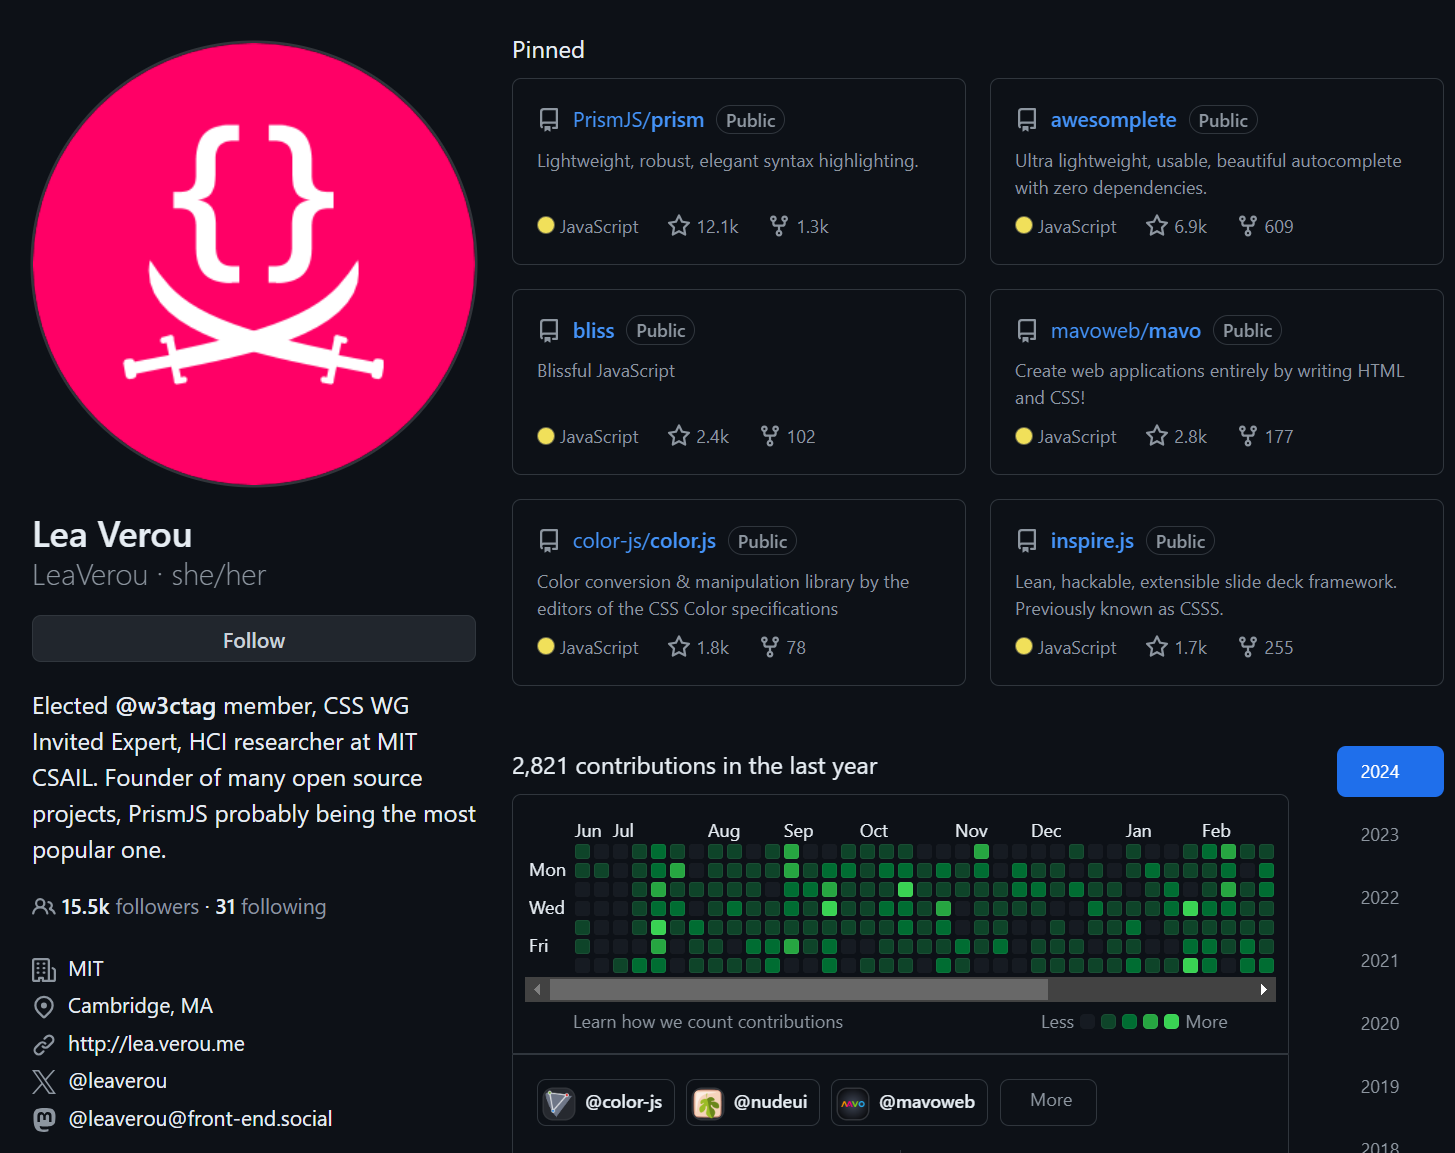 {}
Lea Verou
LeaVerou · she/her
Follow
Elected @w3ctag member, CSS WG
Invited Expert, HCI researcher at MIT
CSAIL. Founder of many open source
projects, PrismJS probably being the most
popular one.
15.5k followers · 31 following
MIT
Cambridge, MA
http://lea.verou.me
@leaverou
@leaverou@front-end.social
Pinned
PrismJS/prism Public
Lightweight, robust, elegant syntax highlighting.
JavaScript 12.1k 1.3k
awesomplete Public
Ultra lightweight, usable, beautiful autocomplete
with zero dependencies.
JavaScript 6.9k 609
bliss Public
Blissful JavaScript
JavaScript 2.4k 102
mavoweb/mavo Public
Create web applications entirely by writing HTML
and CSS!
JavaScript 2.8k 177
color-js/color.js Public
Color conversion & manipulation library by the
editors of the CSS Color specifications
JavaScript 1.8k 78
inspire.js Public
Lean, hackable, extensible slide deck framework.
Previously known as CSSS.
JavaScript 1.7k 255
2,821 contributions in the last year
Jun Jul Aug Sep Oct Nov Dec Jan Feb
Mon
Wed
Fri
Learn how we count contributions
Less More
@color-js @nudeui MAVO @mavoweb More
2024
2023
2022
2021
2020
2019
2018